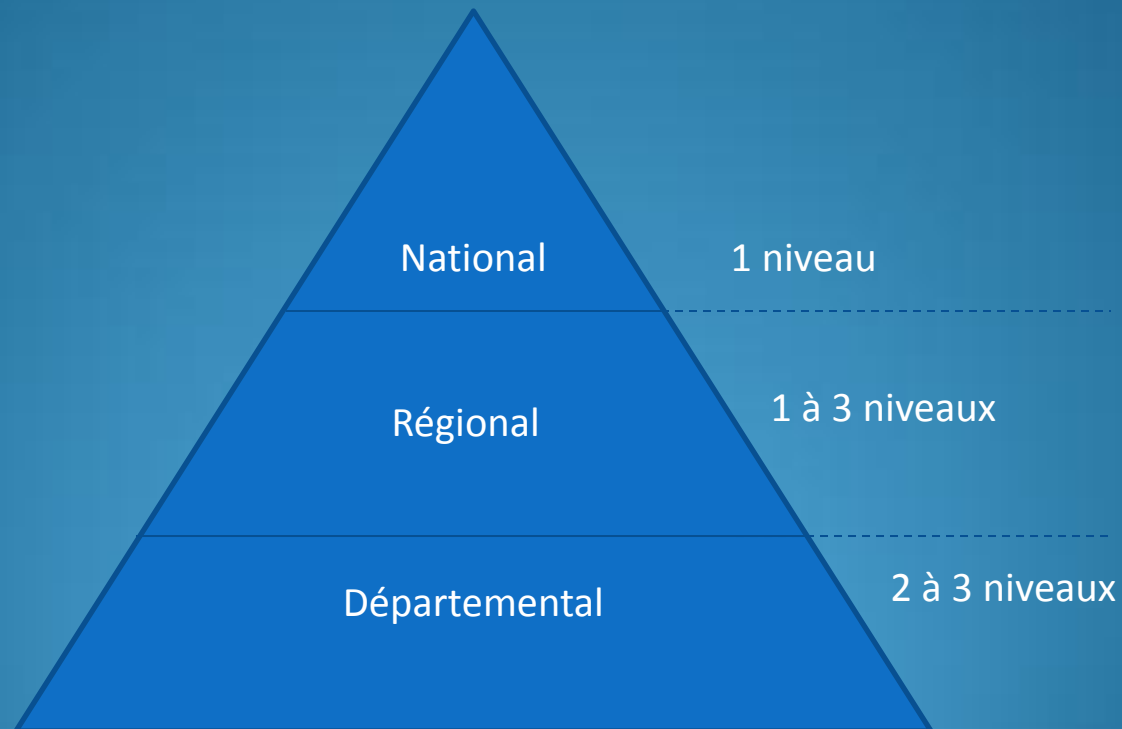 National
1 niveau
Régional
1 à 3 niveaux
Départemental
2 à 3 niveaux